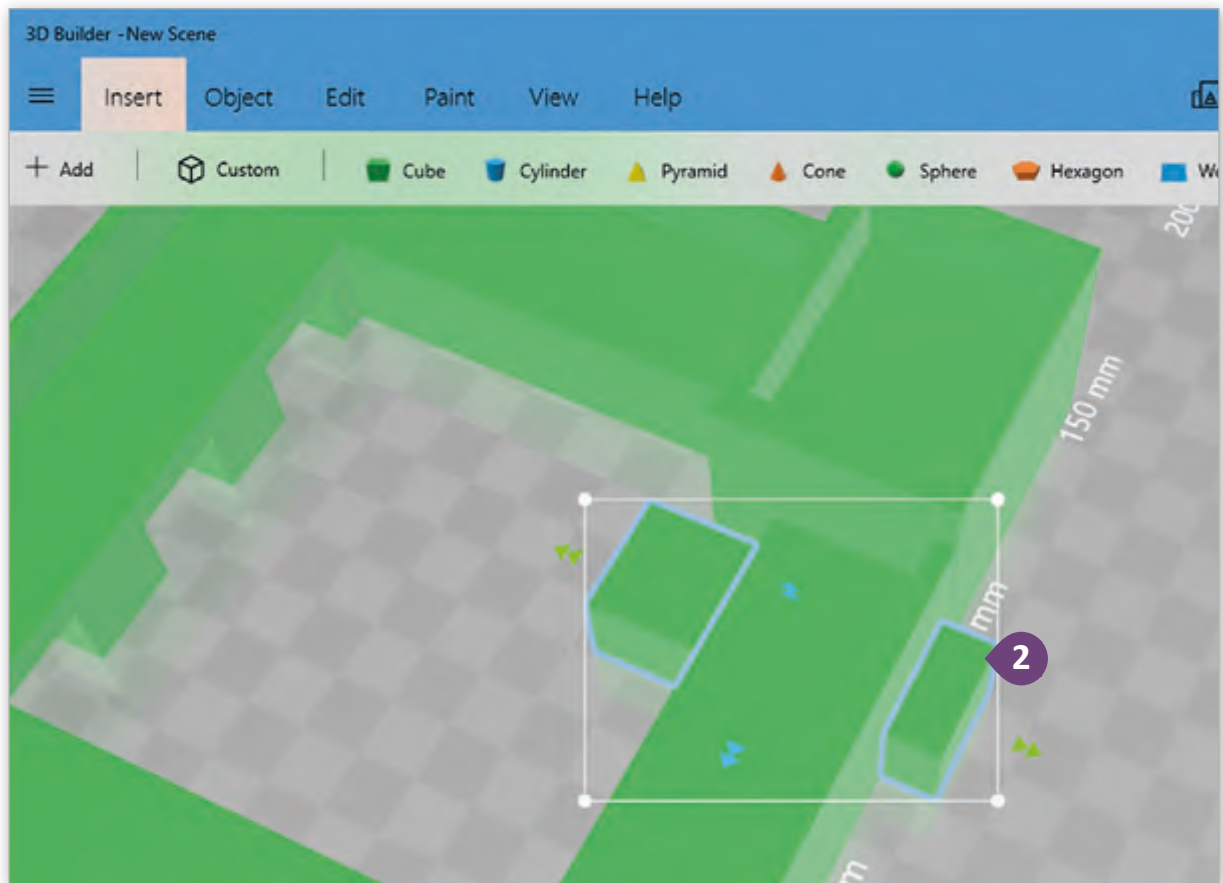 3D Builder -New Scene
Insert Object Edit Paint View Help
+ Add Custom Cube Cylinder Pyramid Cone Sphere Hexagon
200
150 mm
mm
2